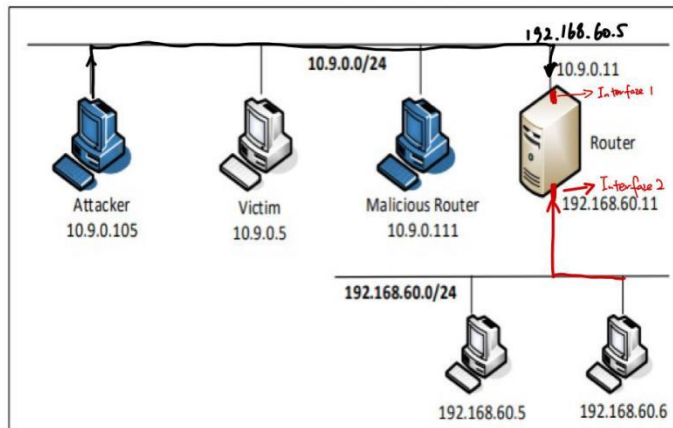 192.168.60.5
10.9.0.0/24
10.9.0.11
Interface 1
Router
Interface 2
192.168.60.11
Attacker
10.9.0.105
Victim
10.9.0.5
Malicious Router
10.9.0.111
192.168.60.0/24
192.168.60.5
192.168.60.6